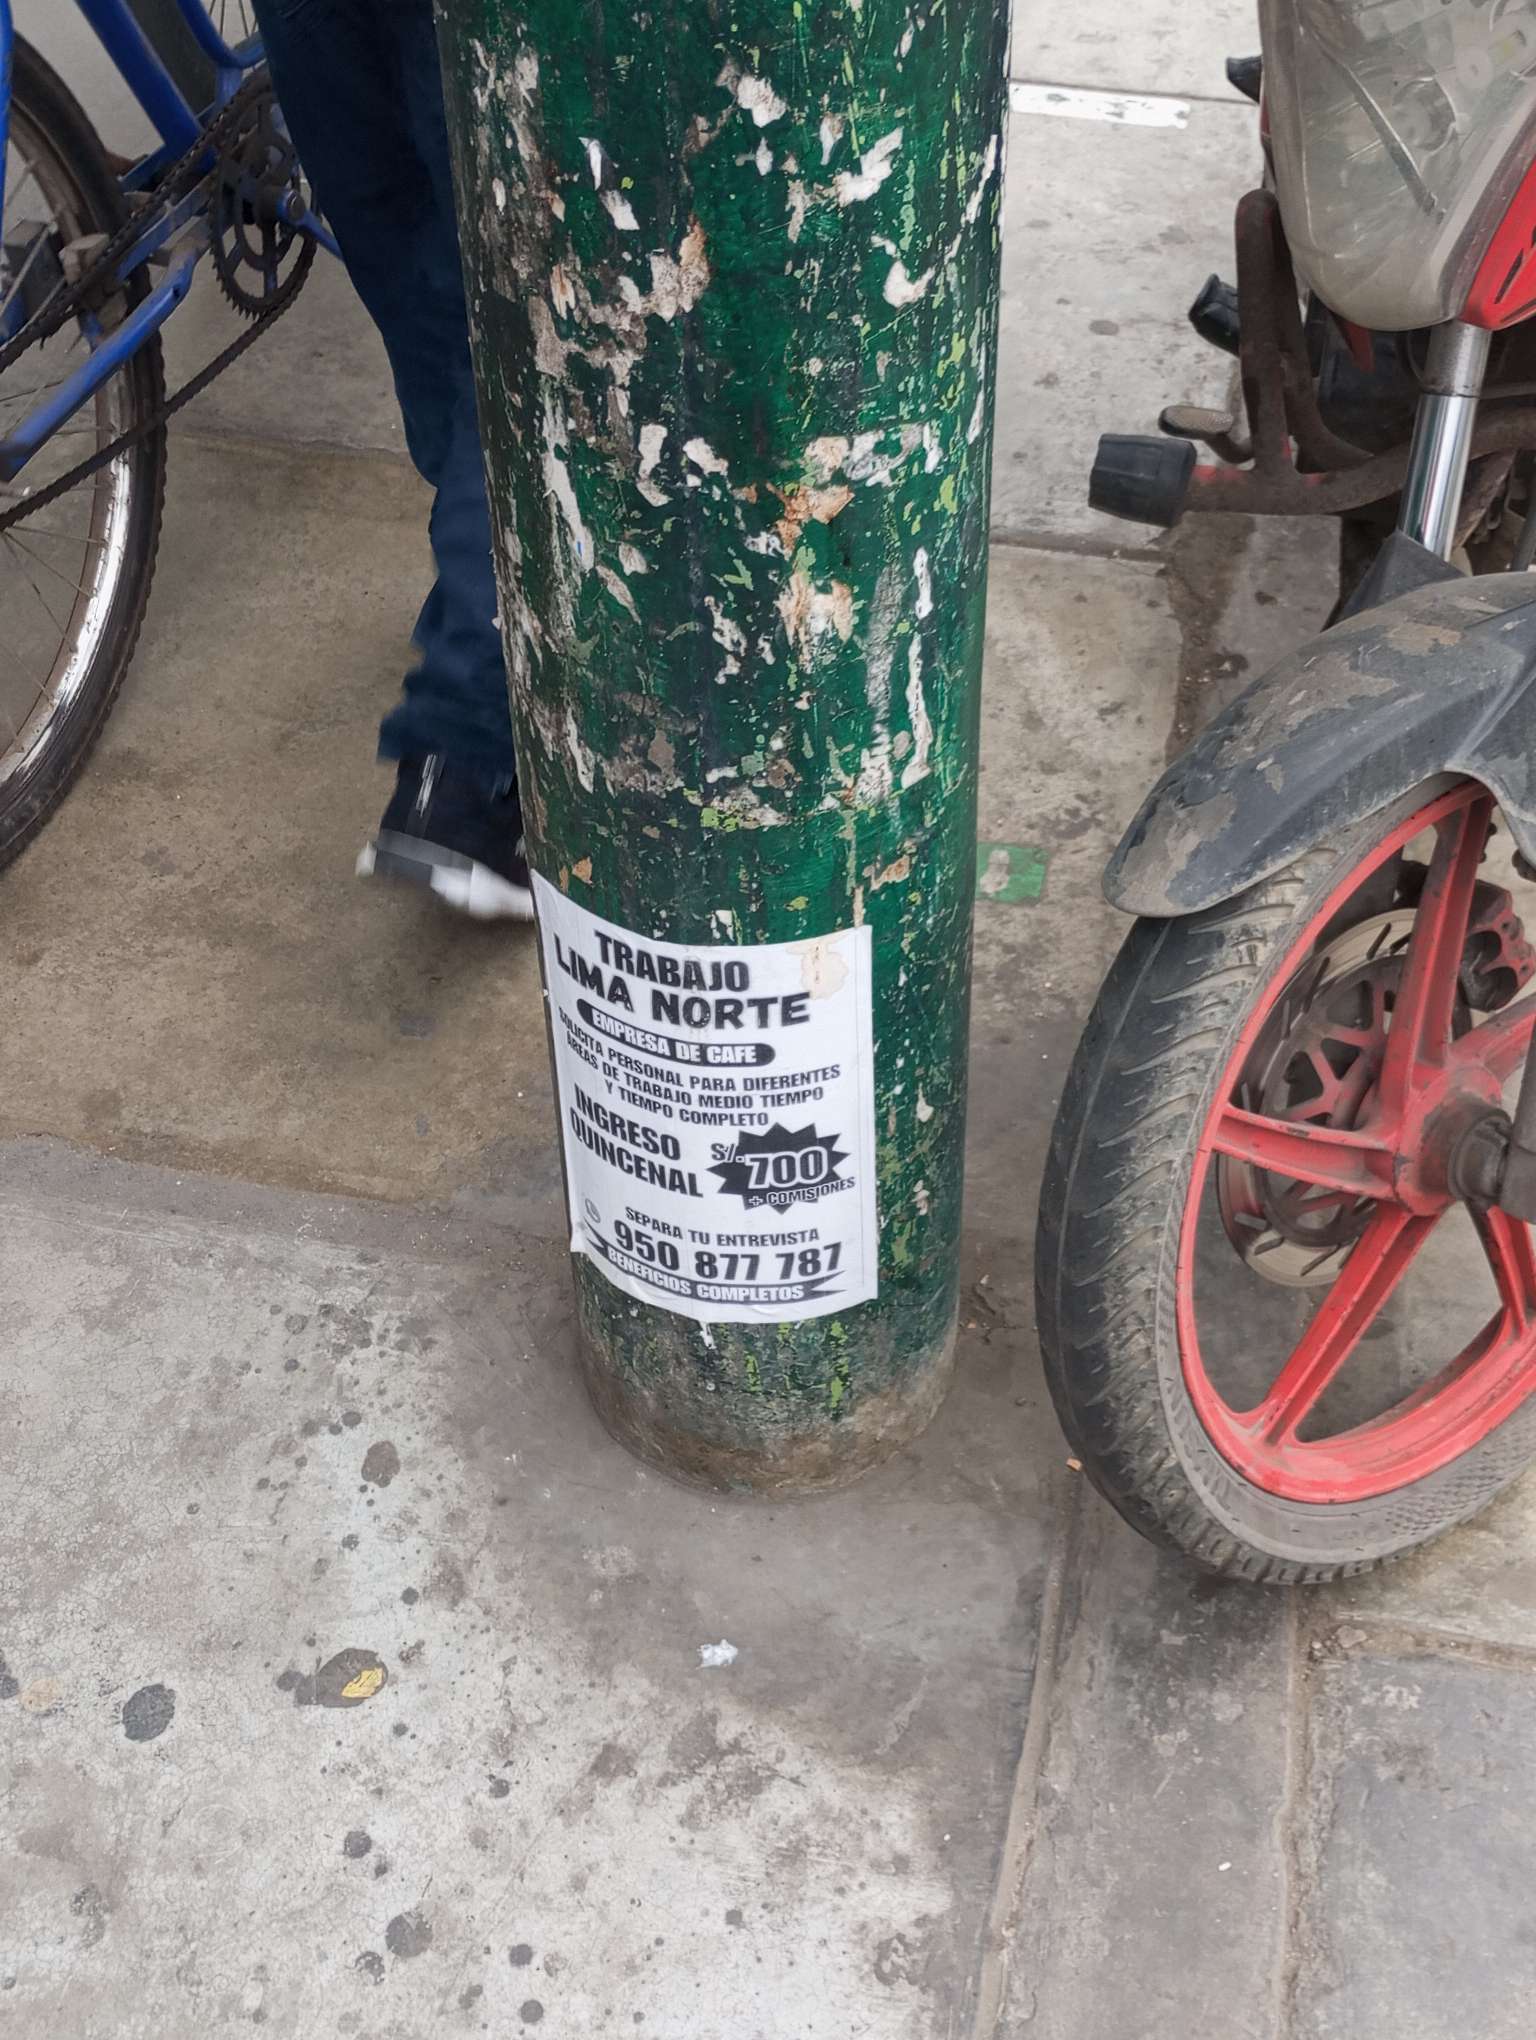 TRABAJO
LIMA NORTE
EMPRESA DE CAFE
SOLICITA PERSONAL PARA DIFERENTES
AREAS DE TRABAJO MEDIO TIEMPO
Y TIEMPO COMPLETO
INGRESO
QUINCENAL
S/. 700
+ COMISIONES
SEPARA TU ENTREVISTA
950 877 787
BENEFICIOS COMPLETOS